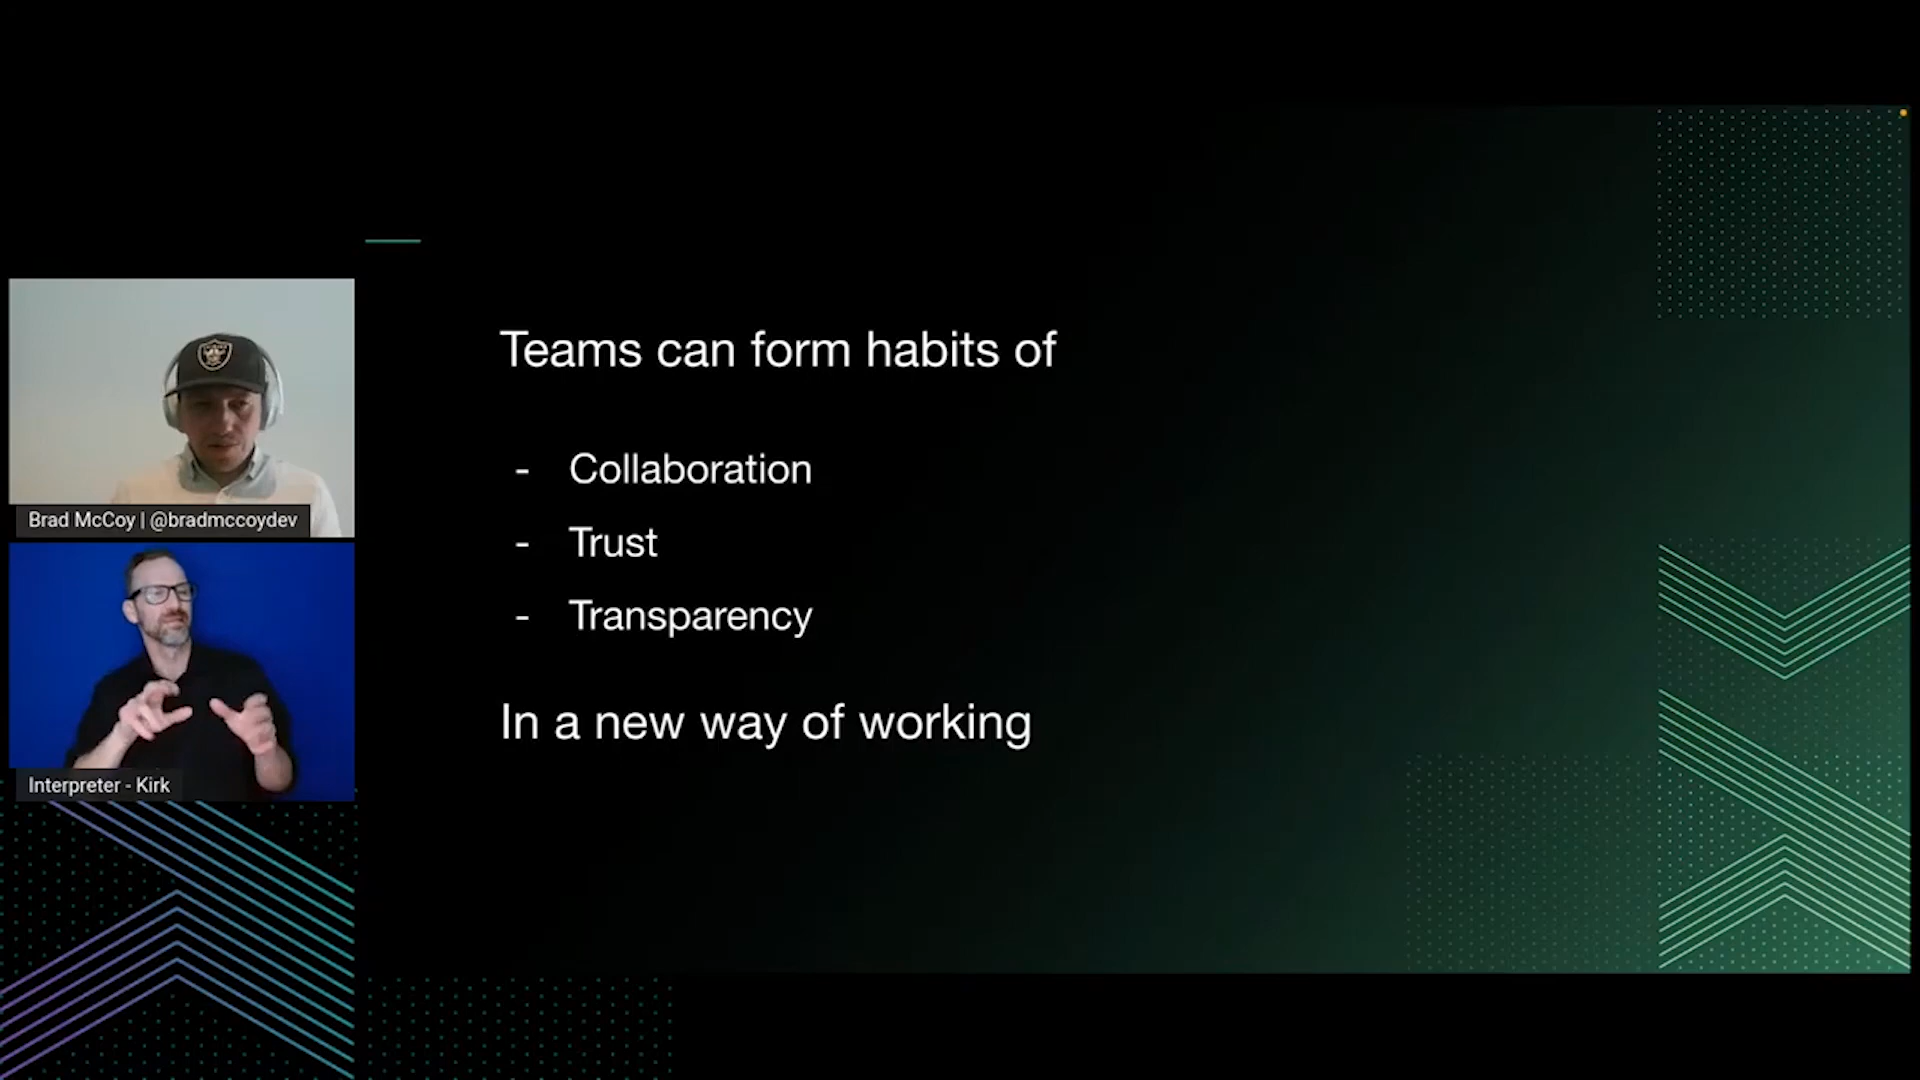 Teams can form habits of
- Collaboration
- Trust
- Transparency
In a new way of working
Brad McCoy | @bradmccoydev
Interpreter - Kirk